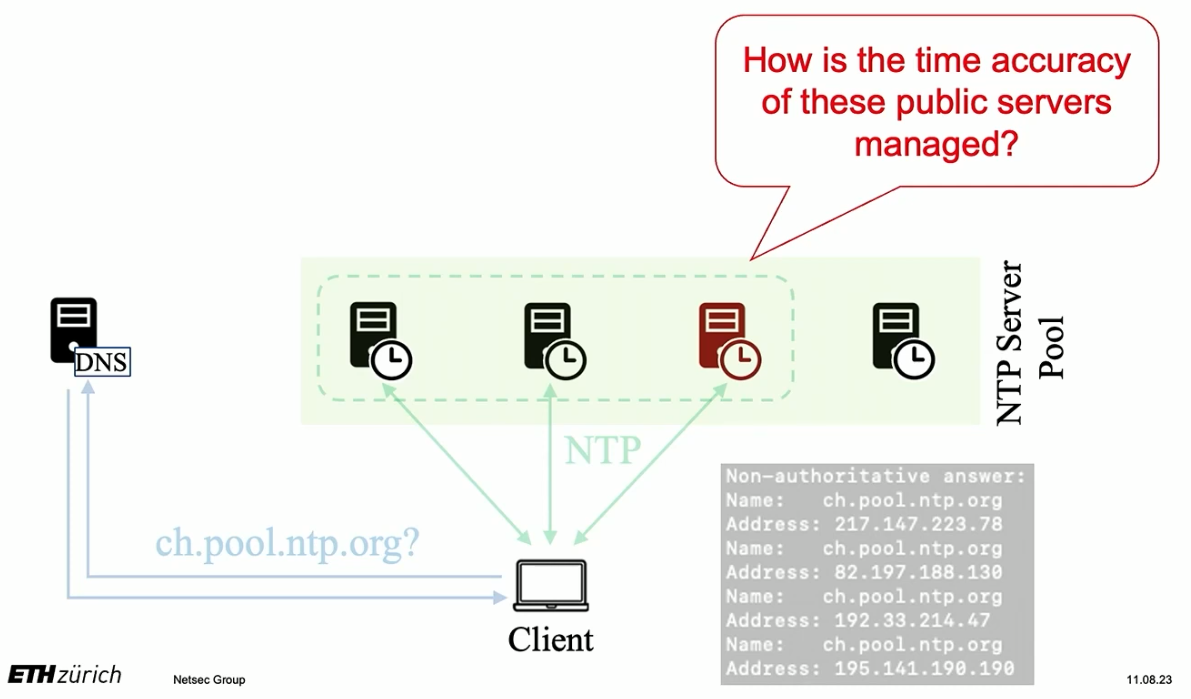 How is the time accuracy
of these public servers
managed?
DNS
NTP Server
Pool
NTP
ch.pool.ntp.org?
Client
Non-authoritative answer:
Name:   ch.pool.ntp.org
Address: 217.147.223.78
Name:   ch.pool.ntp.org
Address: 82.197.188.130
Name:   ch.pool.ntp.org
Address: 192.33.214.47
Name:   ch.pool.ntp.org
Address: 195.141.190.190
ETH zürich
Netsec Group
11.08.23